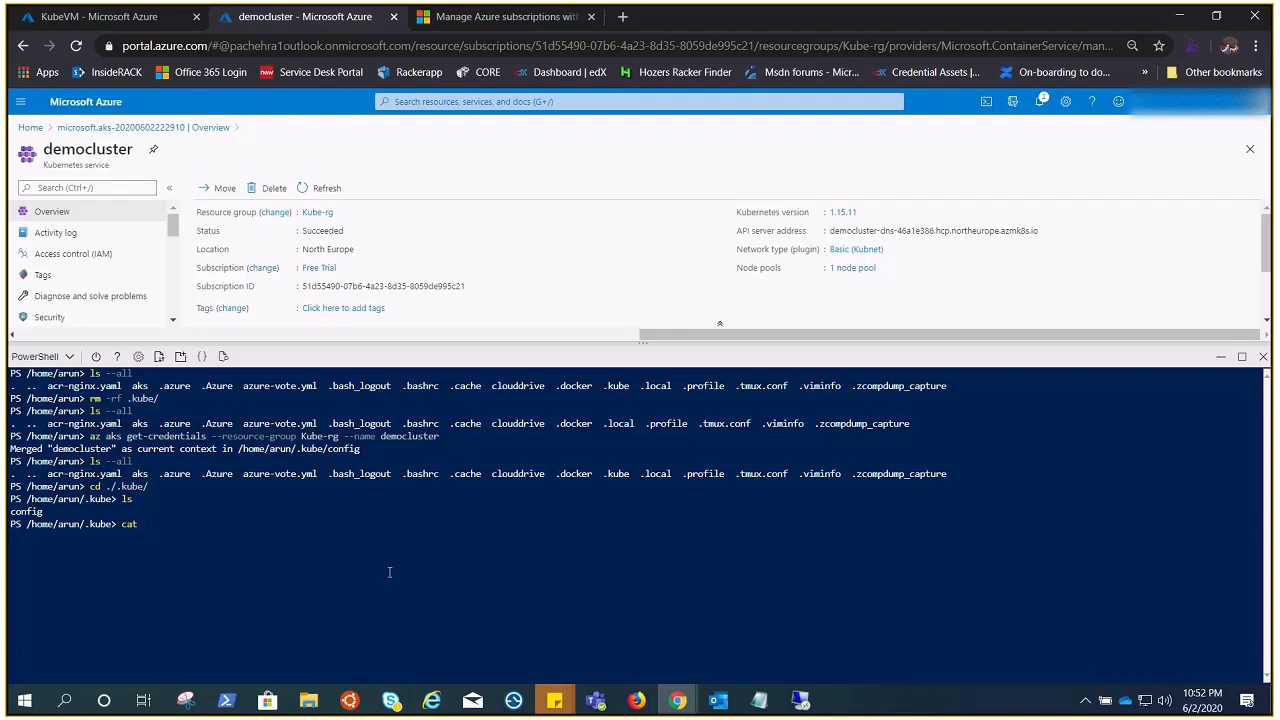 KubeVM - Microsoft Azure
democluster - Microsoft Azure
Manage Azure subscriptions with
portal.azure.com/#@pachehra1outlook.onmicrosoft.com/resource/subscriptions/51d55490-07b6-4a23-8d35-8059de995c21/resourcegroups/Kube-rg/providers/Microsoft.ContainerService/man...
Apps InsideRACK Office 365 Login new Service Desk Portal Rackerapp CORE Dashboard | edX Hozers Racker Finder Msdn forums - Micr... Credential Assets |... On-boarding to do... » Other bookmarks
Microsoft Azure
Search resources, services, and docs (G+/)
2
Home > microsoft.aks-20200602222910 | Overview >
democluster
Kubernetes service
Search (Ctrl+/) «
Move Delete Refresh
Overview
Activity log
Access control (IAM)
Tags
Diagnose and solve problems
Security
Resource group (change) : Kube-rg
Status : Succeeded
Location : North Europe
Subscription (change) : Free Trial
Subscription ID : 51d55490-07b6-4a23-8d35-8059de995c21
Tags (change) : Click here to add tags
Kubernetes version : 1.15.11
API server address : democluster-dns-46a1e386.hcp.northeurope.azmk8s.io
Network type (plugin) : Basic (Kubnet)
Node pools : 1 node pool
PowerShell
PS /home/arun> ls --all
. .. acr-nginx.yaml aks .azure .Azure azure-vote.yml .bash_logout .bashrc .cache clouddrive .docker .kube .local .profile .tmux.conf .viminfo .zcompdump_capture
PS /home/arun> rm -rf .kube/
PS /home/arun> ls --all
. .. acr-nginx.yaml aks .azure .Azure azure-vote.yml .bash_logout .bashrc .cache clouddrive .docker .local .profile .tmux.conf .viminfo .zcompdump_capture
PS /home/arun> az aks get-credentials --resource-group Kube-rg --name democluster
Merged "democluster" as current context in /home/arun/.kube/config
PS /home/arun> ls --all
. .. acr-nginx.yaml aks .azure .Azure azure-vote.yml .bash_logout .bashrc .cache clouddrive .docker .kube .local .profile .tmux.conf .viminfo .zcompdump_capture
PS /home/arun> cd ./.kube/
PS /home/arun/.kube> ls
config
PS /home/arun/.kube> cat
10:52 PM
6/2/2020